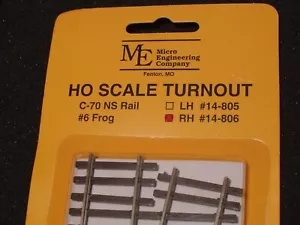 ME Micro
Engineering
Company
Fenton, MO
HO SCALE TURNOUT
C-70 NS Rail LH #14-805
#6 Frog RH #14-806